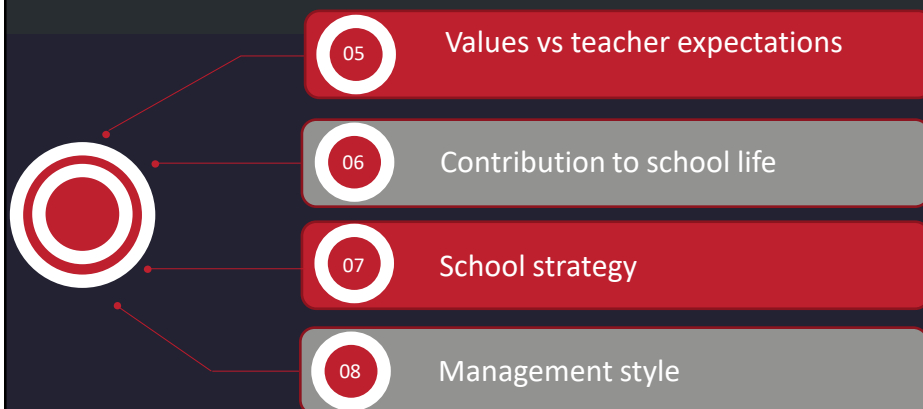 05
Values vs teacher expectations
06
Contribution to school life
07
School strategy
08
Management style